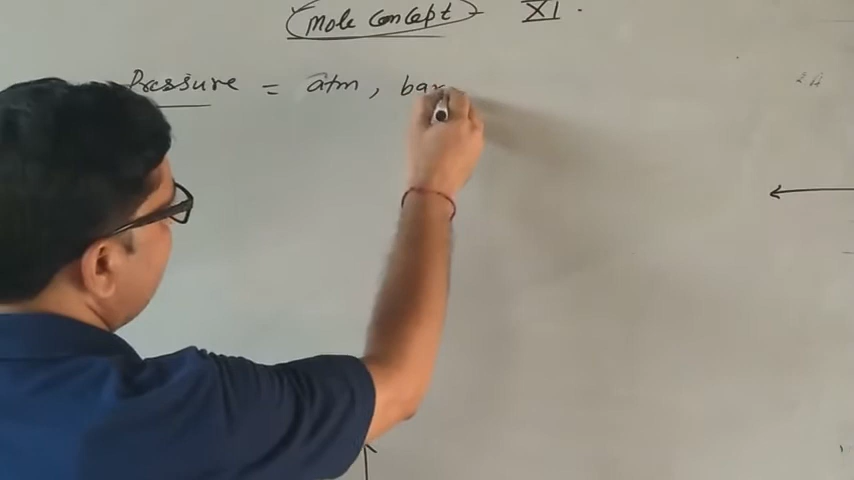 Mole Concept XI.
Pressure = atm, bar